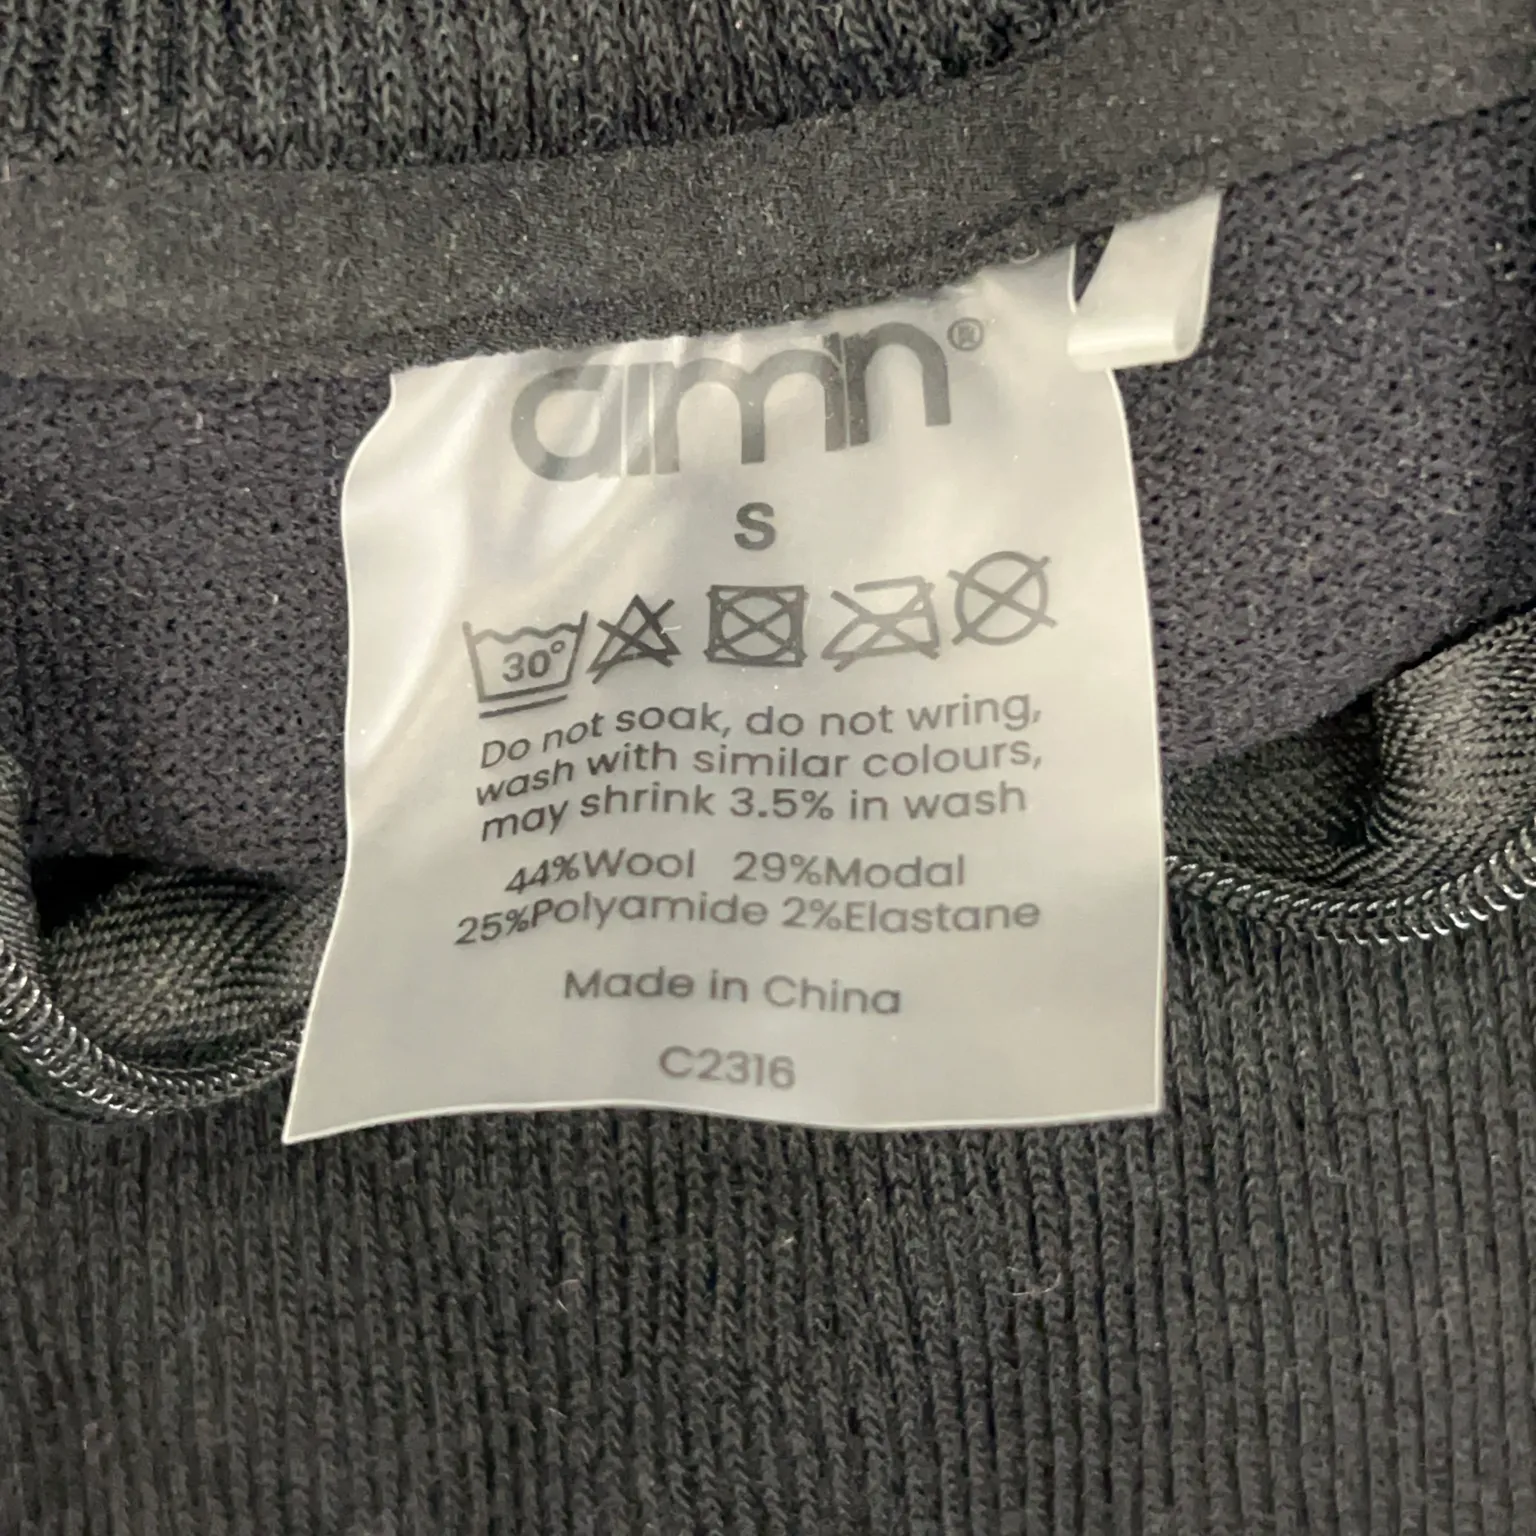 aimn®
S
30°
Do not soak, do not wring,
wash with similar colours,
may shrink 3.5% in wash
44%Wool 29%Modal
25%Polyamide 2%Elastane
Made in China
C2316